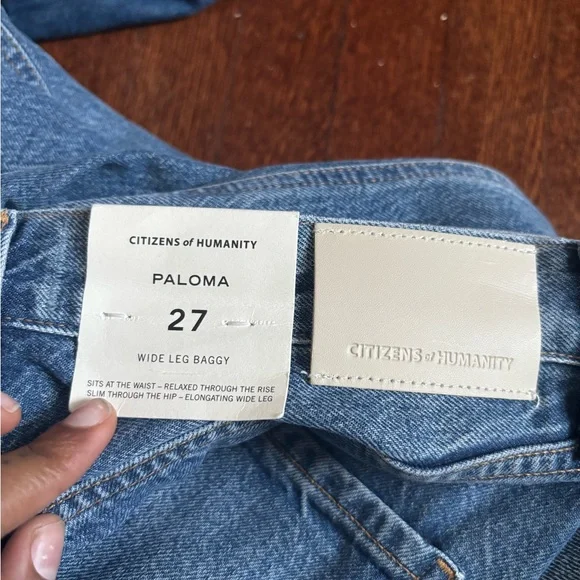 CITIZENS of HUMANITY
PALOMA
27
WIDE LEG BAGGY
SITS AT THE WAIST – RELAXED THROUGH THE RISE
SLIM THROUGH THE HIP – ELONGATING WIDE LEG
CITIZENS of HUMANITY